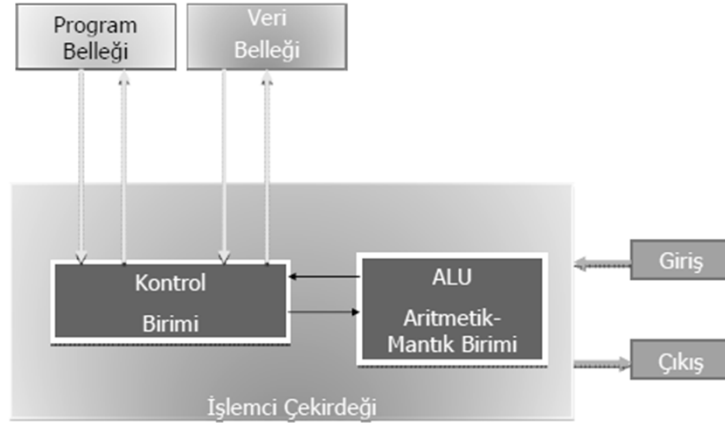 Program
Belleği
Veri
Belleği
Kontrol
Birimi
ALU
Aritmetik-
Mantık Birimi
Giriş
Çıkış
İşlemci Çekirdeği